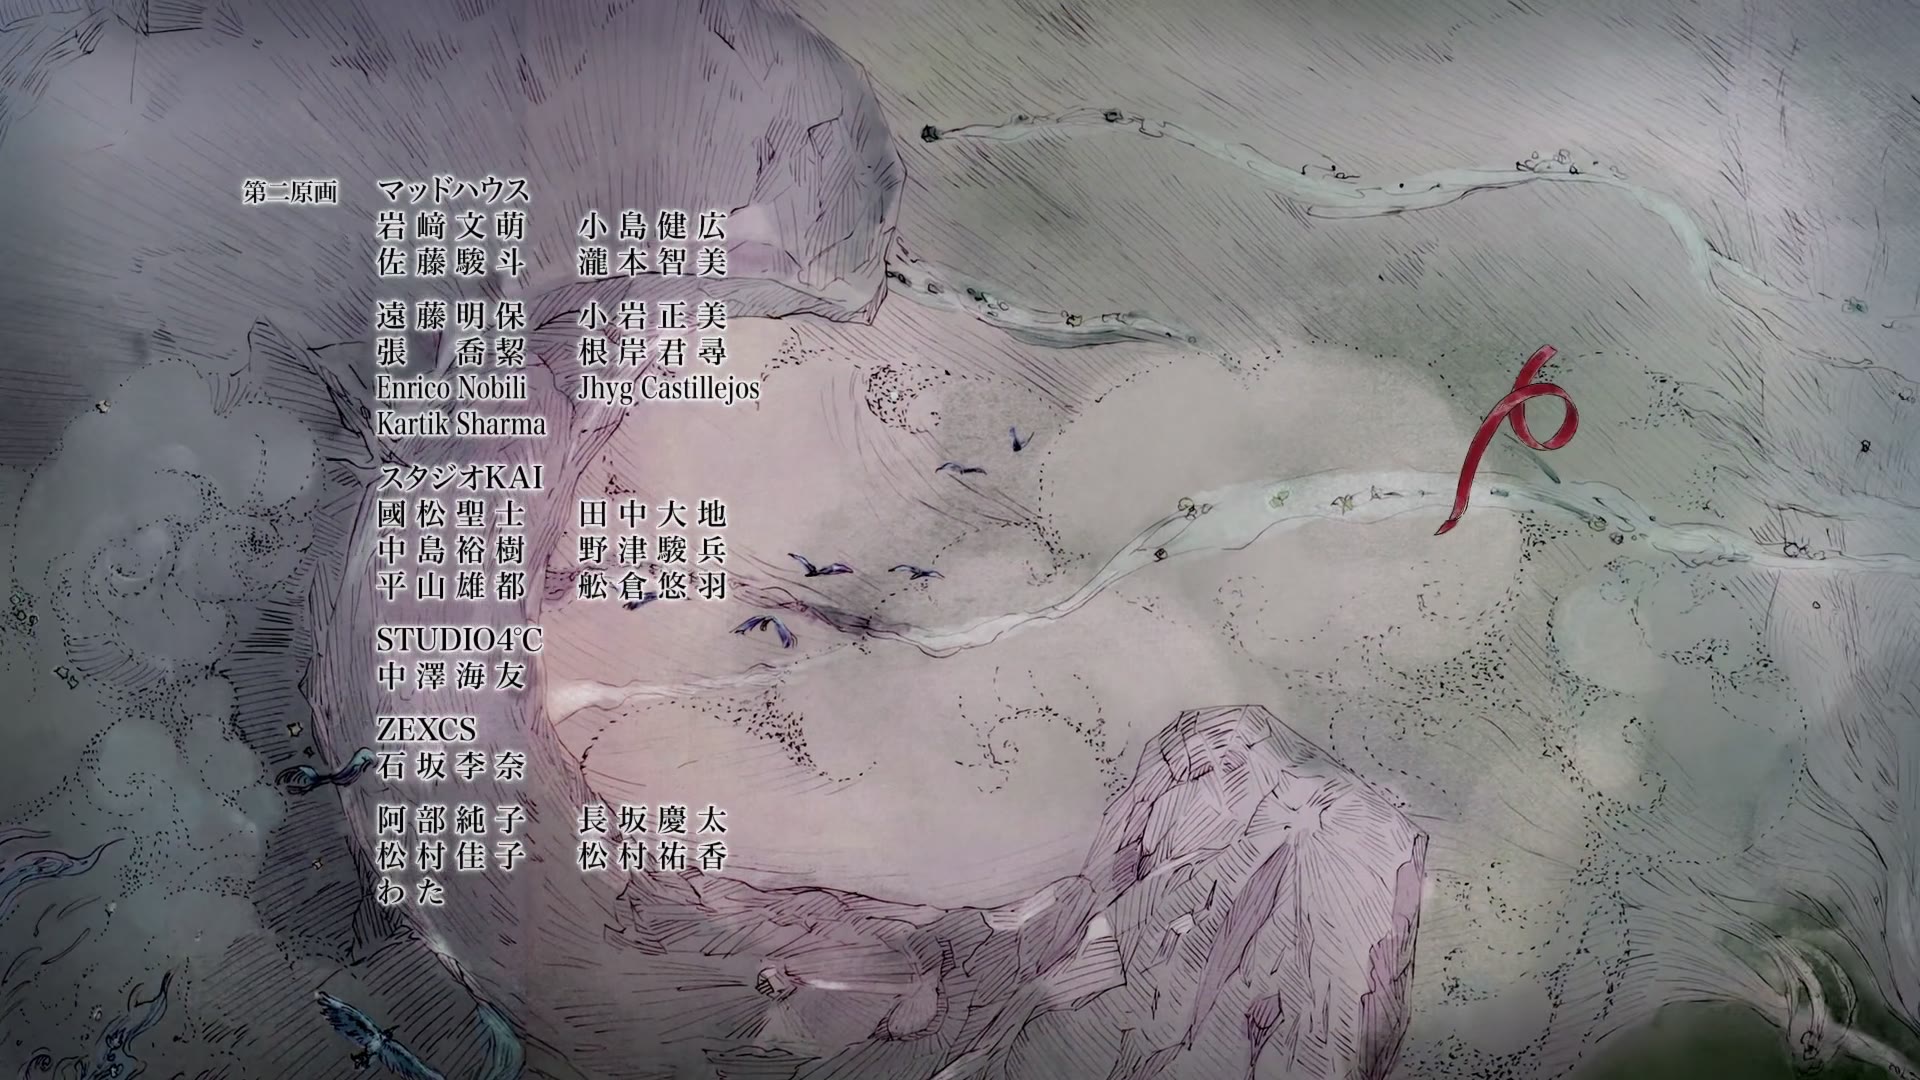 第二原画 マッドハウス
岩﨑文萌 小島健広
佐藤駿斗 瀧本智美
遠藤明保 小岩正美
張 喬絜 根岸君尋
Enrico Nobili Jhyg Castillejos
Kartik Sharma
スタジオKAI
國松聖士 田中大地
中島裕樹 野津駿兵
平山雄都 舩倉悠羽
STUDIO4℃
中澤海友
ZEXCS
石坂李奈
阿部純子 長坂慶太
松村佳子 松村祐香
わた